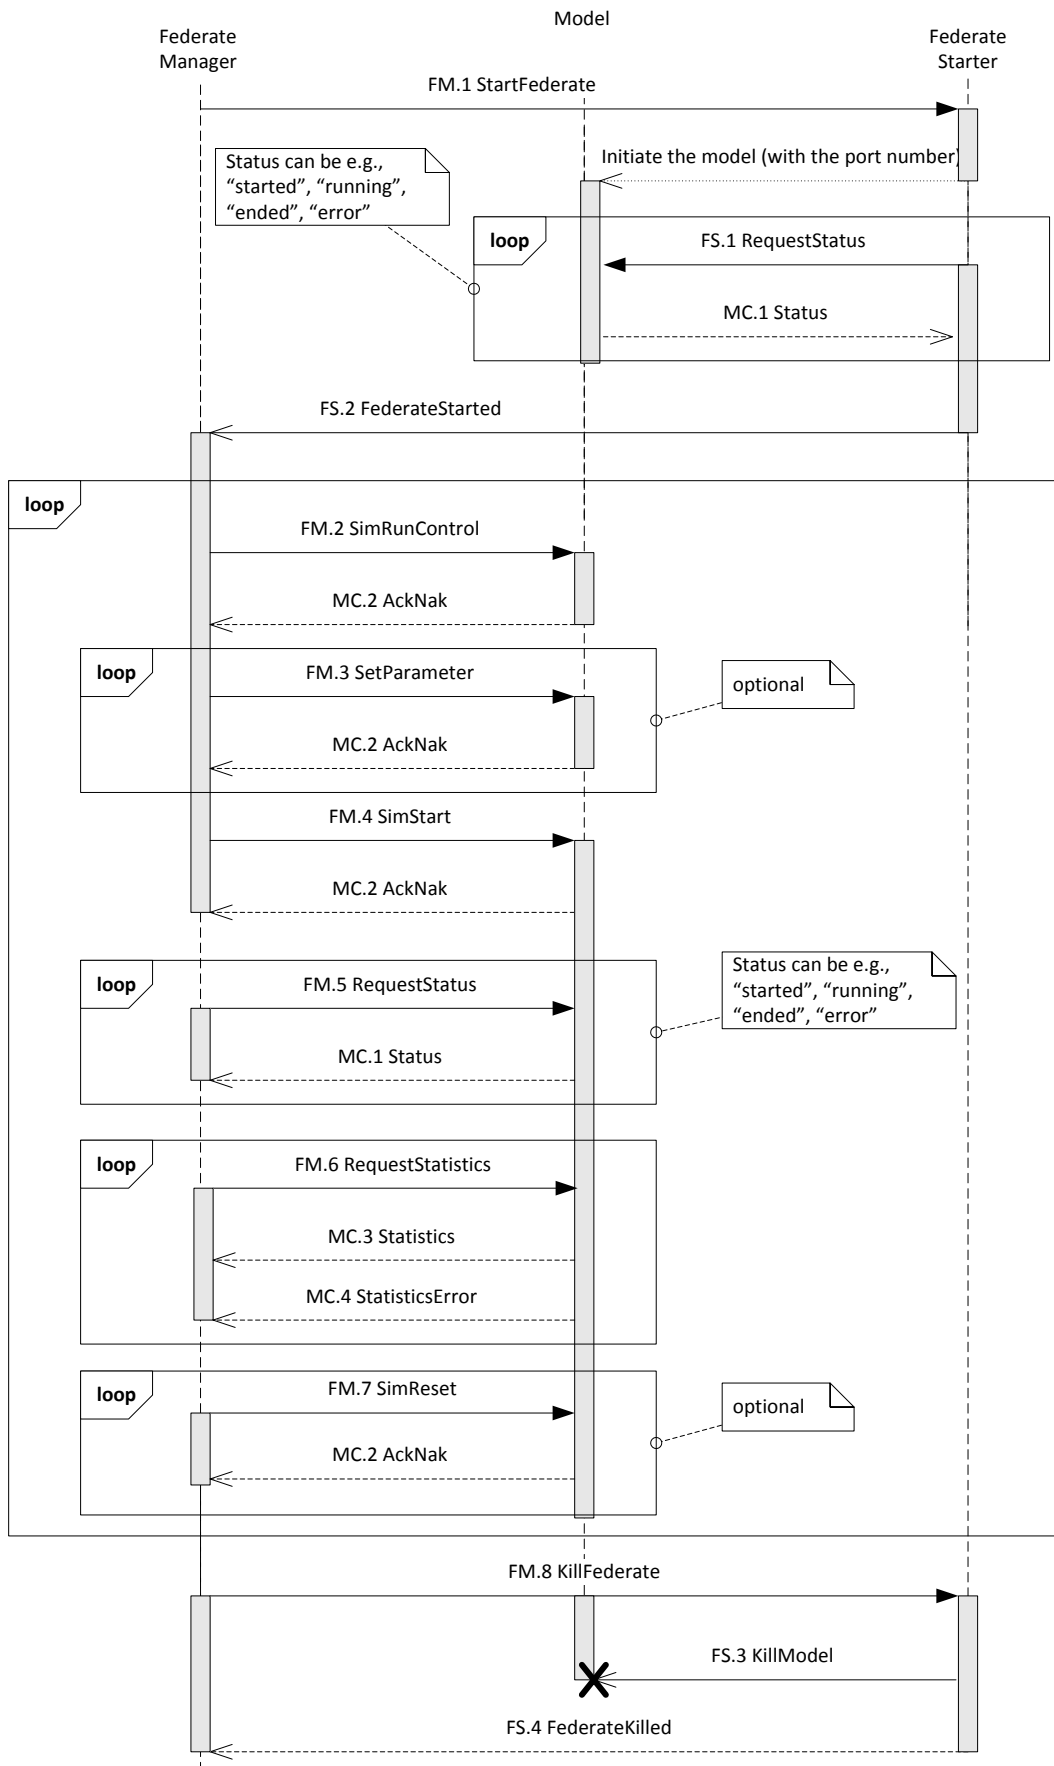 Model
Federate
Manager
Federate
Starter
FM.1 StartFederate
Status can be e.g.,
“started”, “running”,
“ended”, “error”
Initiate the model (with the port number)
loop
FS.1 RequestStatus
MC.1 Status
FS.2 FederateStarted
loop
FM.2 SimRunControl
MC.2 AckNak
loop
FM.3 SetParameter
optional
MC.2 AckNak
FM.4 SimStart
MC.2 AckNak
loop
FM.5 RequestStatus
Status can be e.g.,
“started”, “running”,
“ended”, “error”
MC.1 Status
loop
FM.6 RequestStatistics
MC.3 Statistics
MC.4 StatisticsError
loop
FM.7 SimReset
optional
MC.2 AckNak
FM.8 KillFederate
FS.3 KillModel
FS.4 FederateKilled